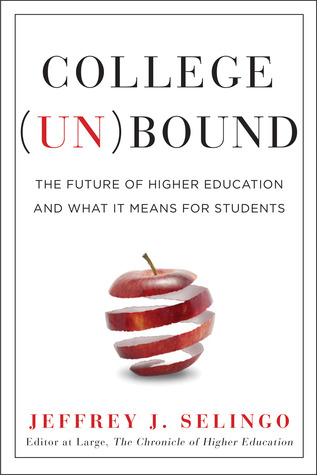 COLLEGE
(UN)BOUND
THE FUTURE OF HIGHER EDUCATION
AND WHAT IT MEANS FOR STUDENTS
JEFFREY J. SELINGO
Editor at Large, The Chronicle of Higher Education